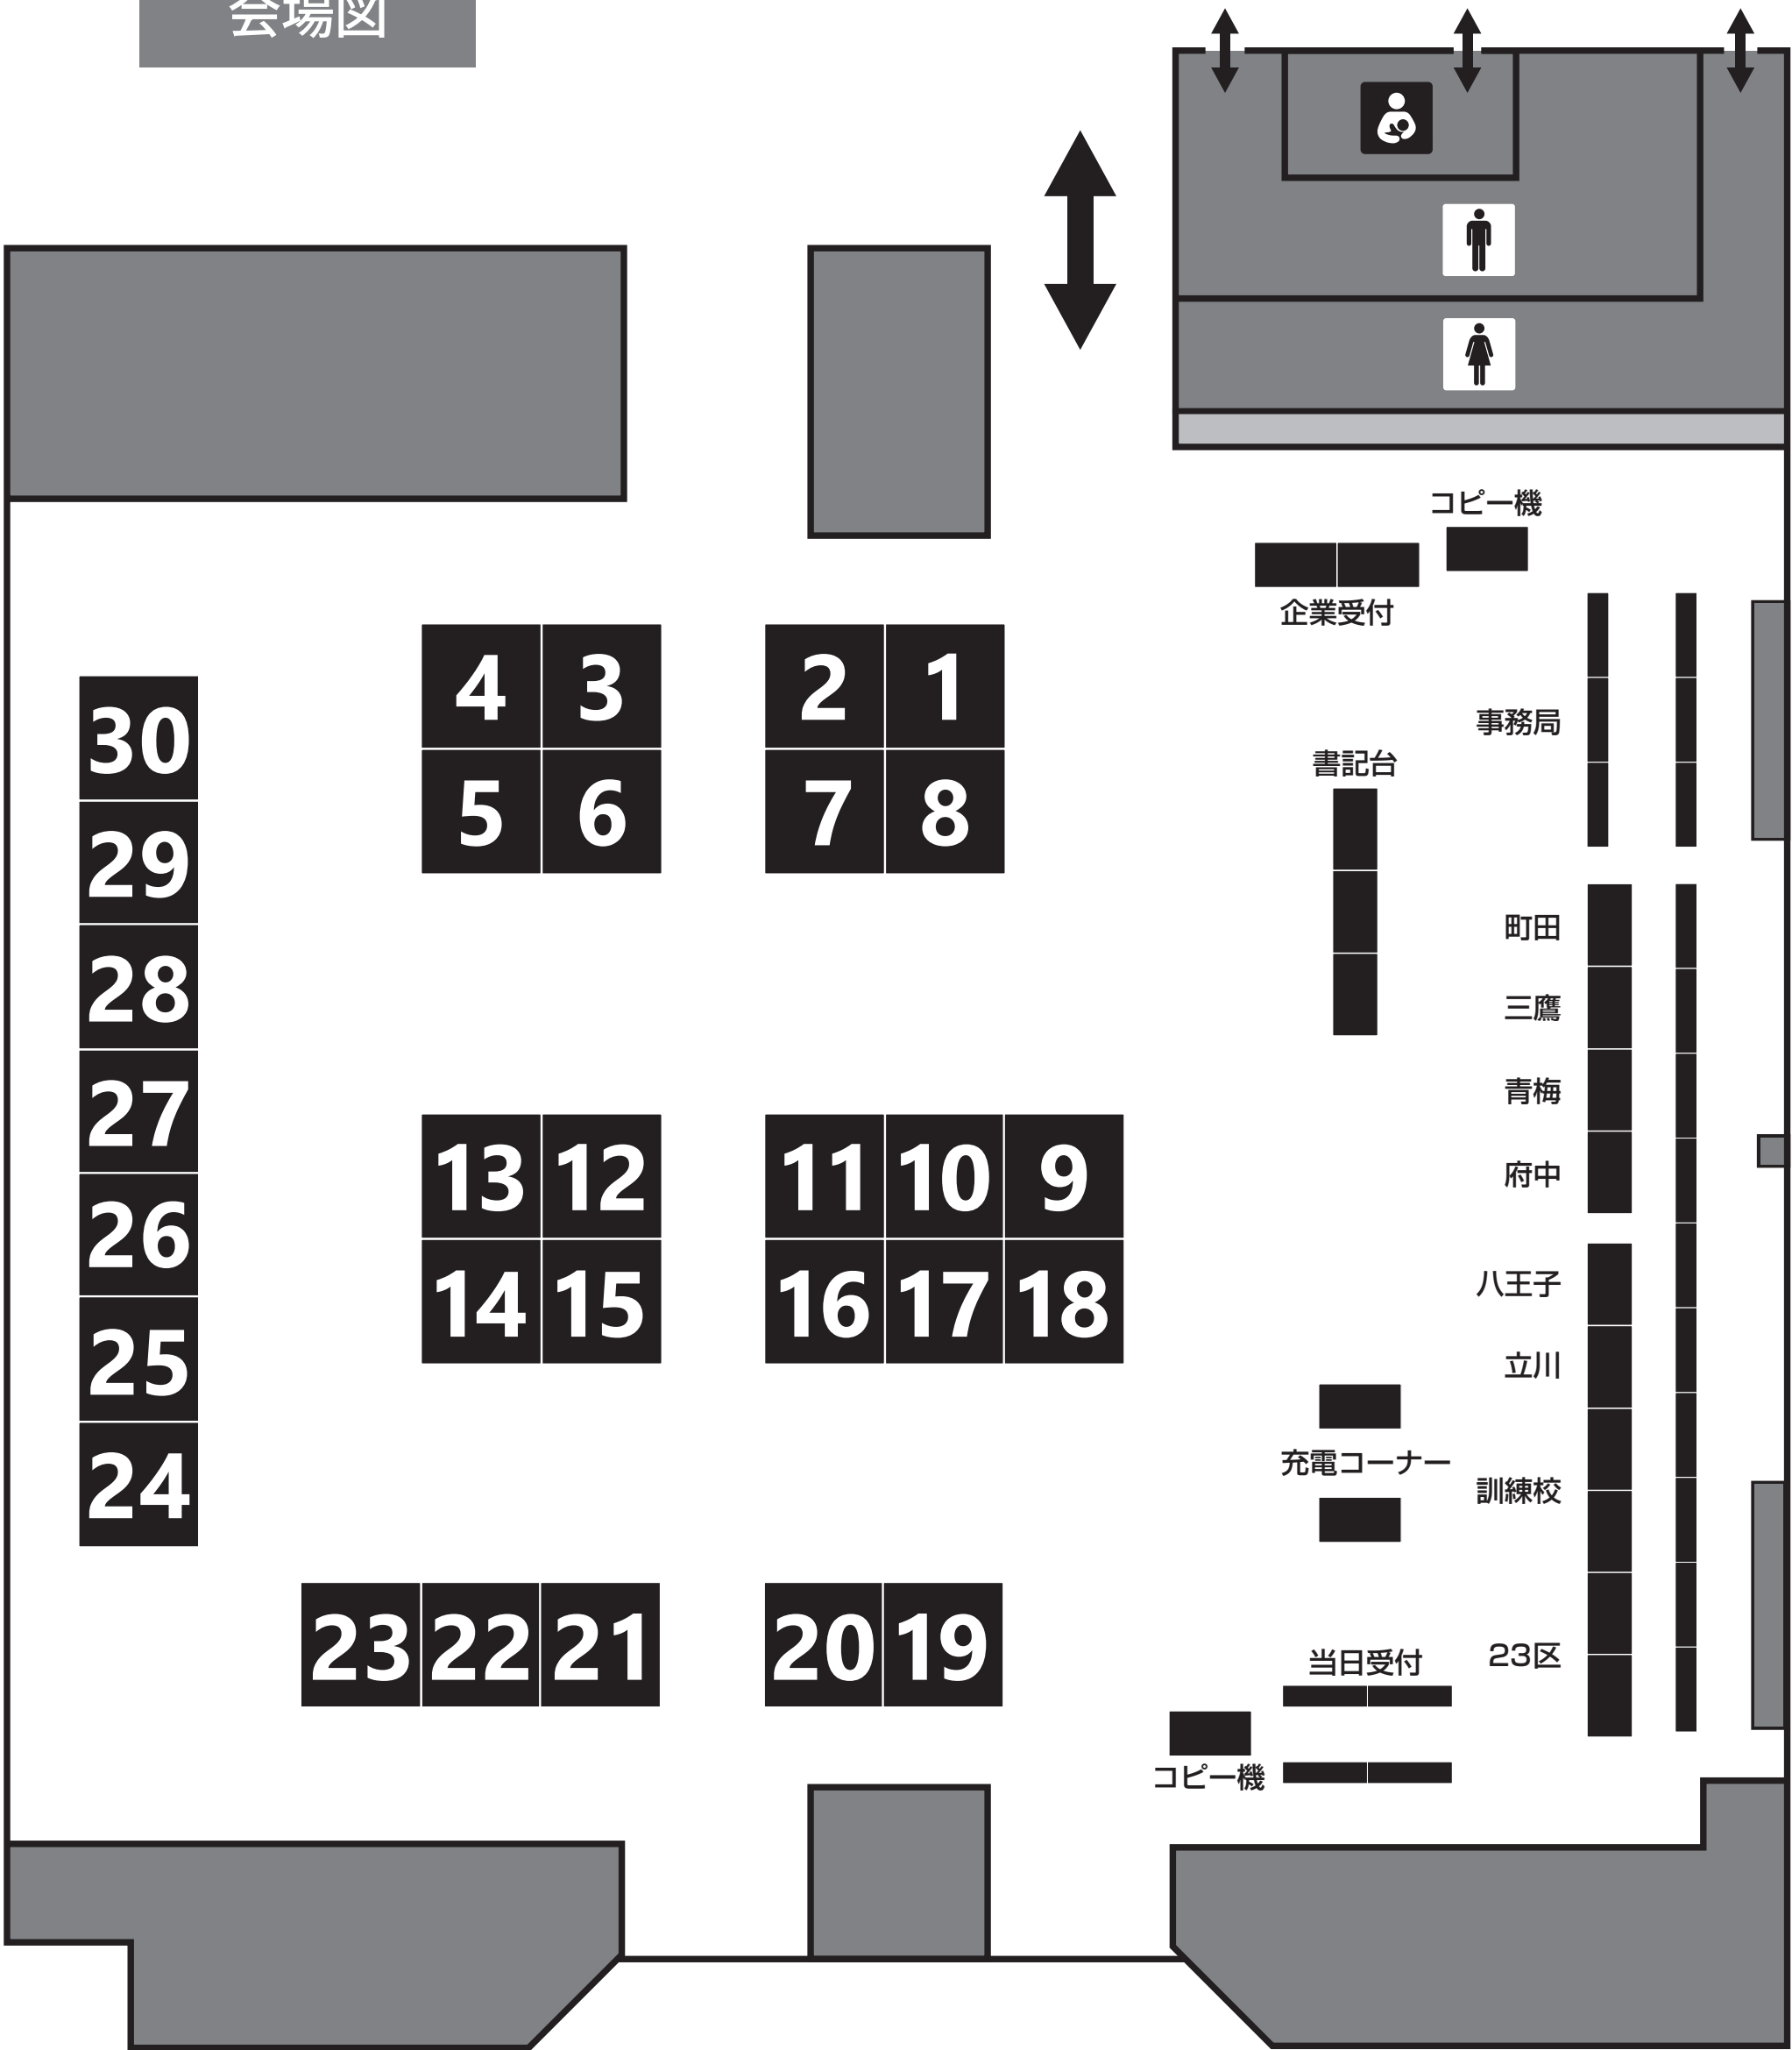 会場図
コピー機
企業受付
4 3 2 1
事務局
30
書記台
5 6 7 8
29
町田
28
三鷹
青梅
27
13 12 11 10 9
府中
26
14 15 16 17 18
八王子
25
立川
充電コーナー
24
訓練校
23 22 21 20 19
当日受付
23区
コピー機